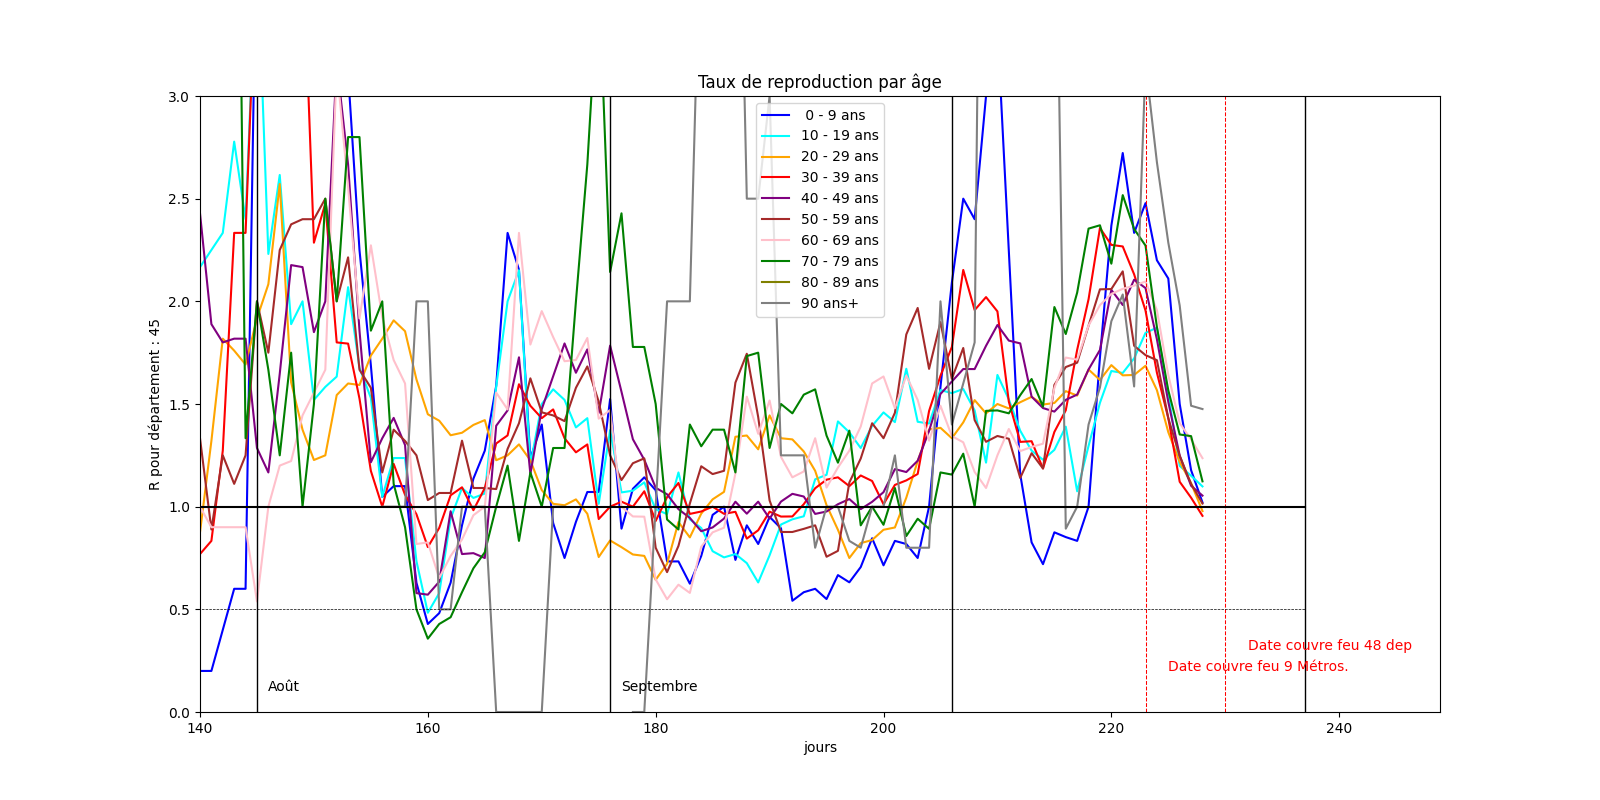 Taux de reproduction par âge
R pour département : 45
3.0
2.5
2.0
1.5
1.0
0.5
0.0
0 - 9 ans
10 - 19 ans
20 - 29 ans
30 - 39 ans
40 - 49 ans
50 - 59 ans
60 - 69 ans
70 - 79 ans
80 - 89 ans
90 ans+
Date couvre feu 48 dep
Date couvre feu 9 Métros.
Août
Septembre
140
160
180
200
220
240
jours